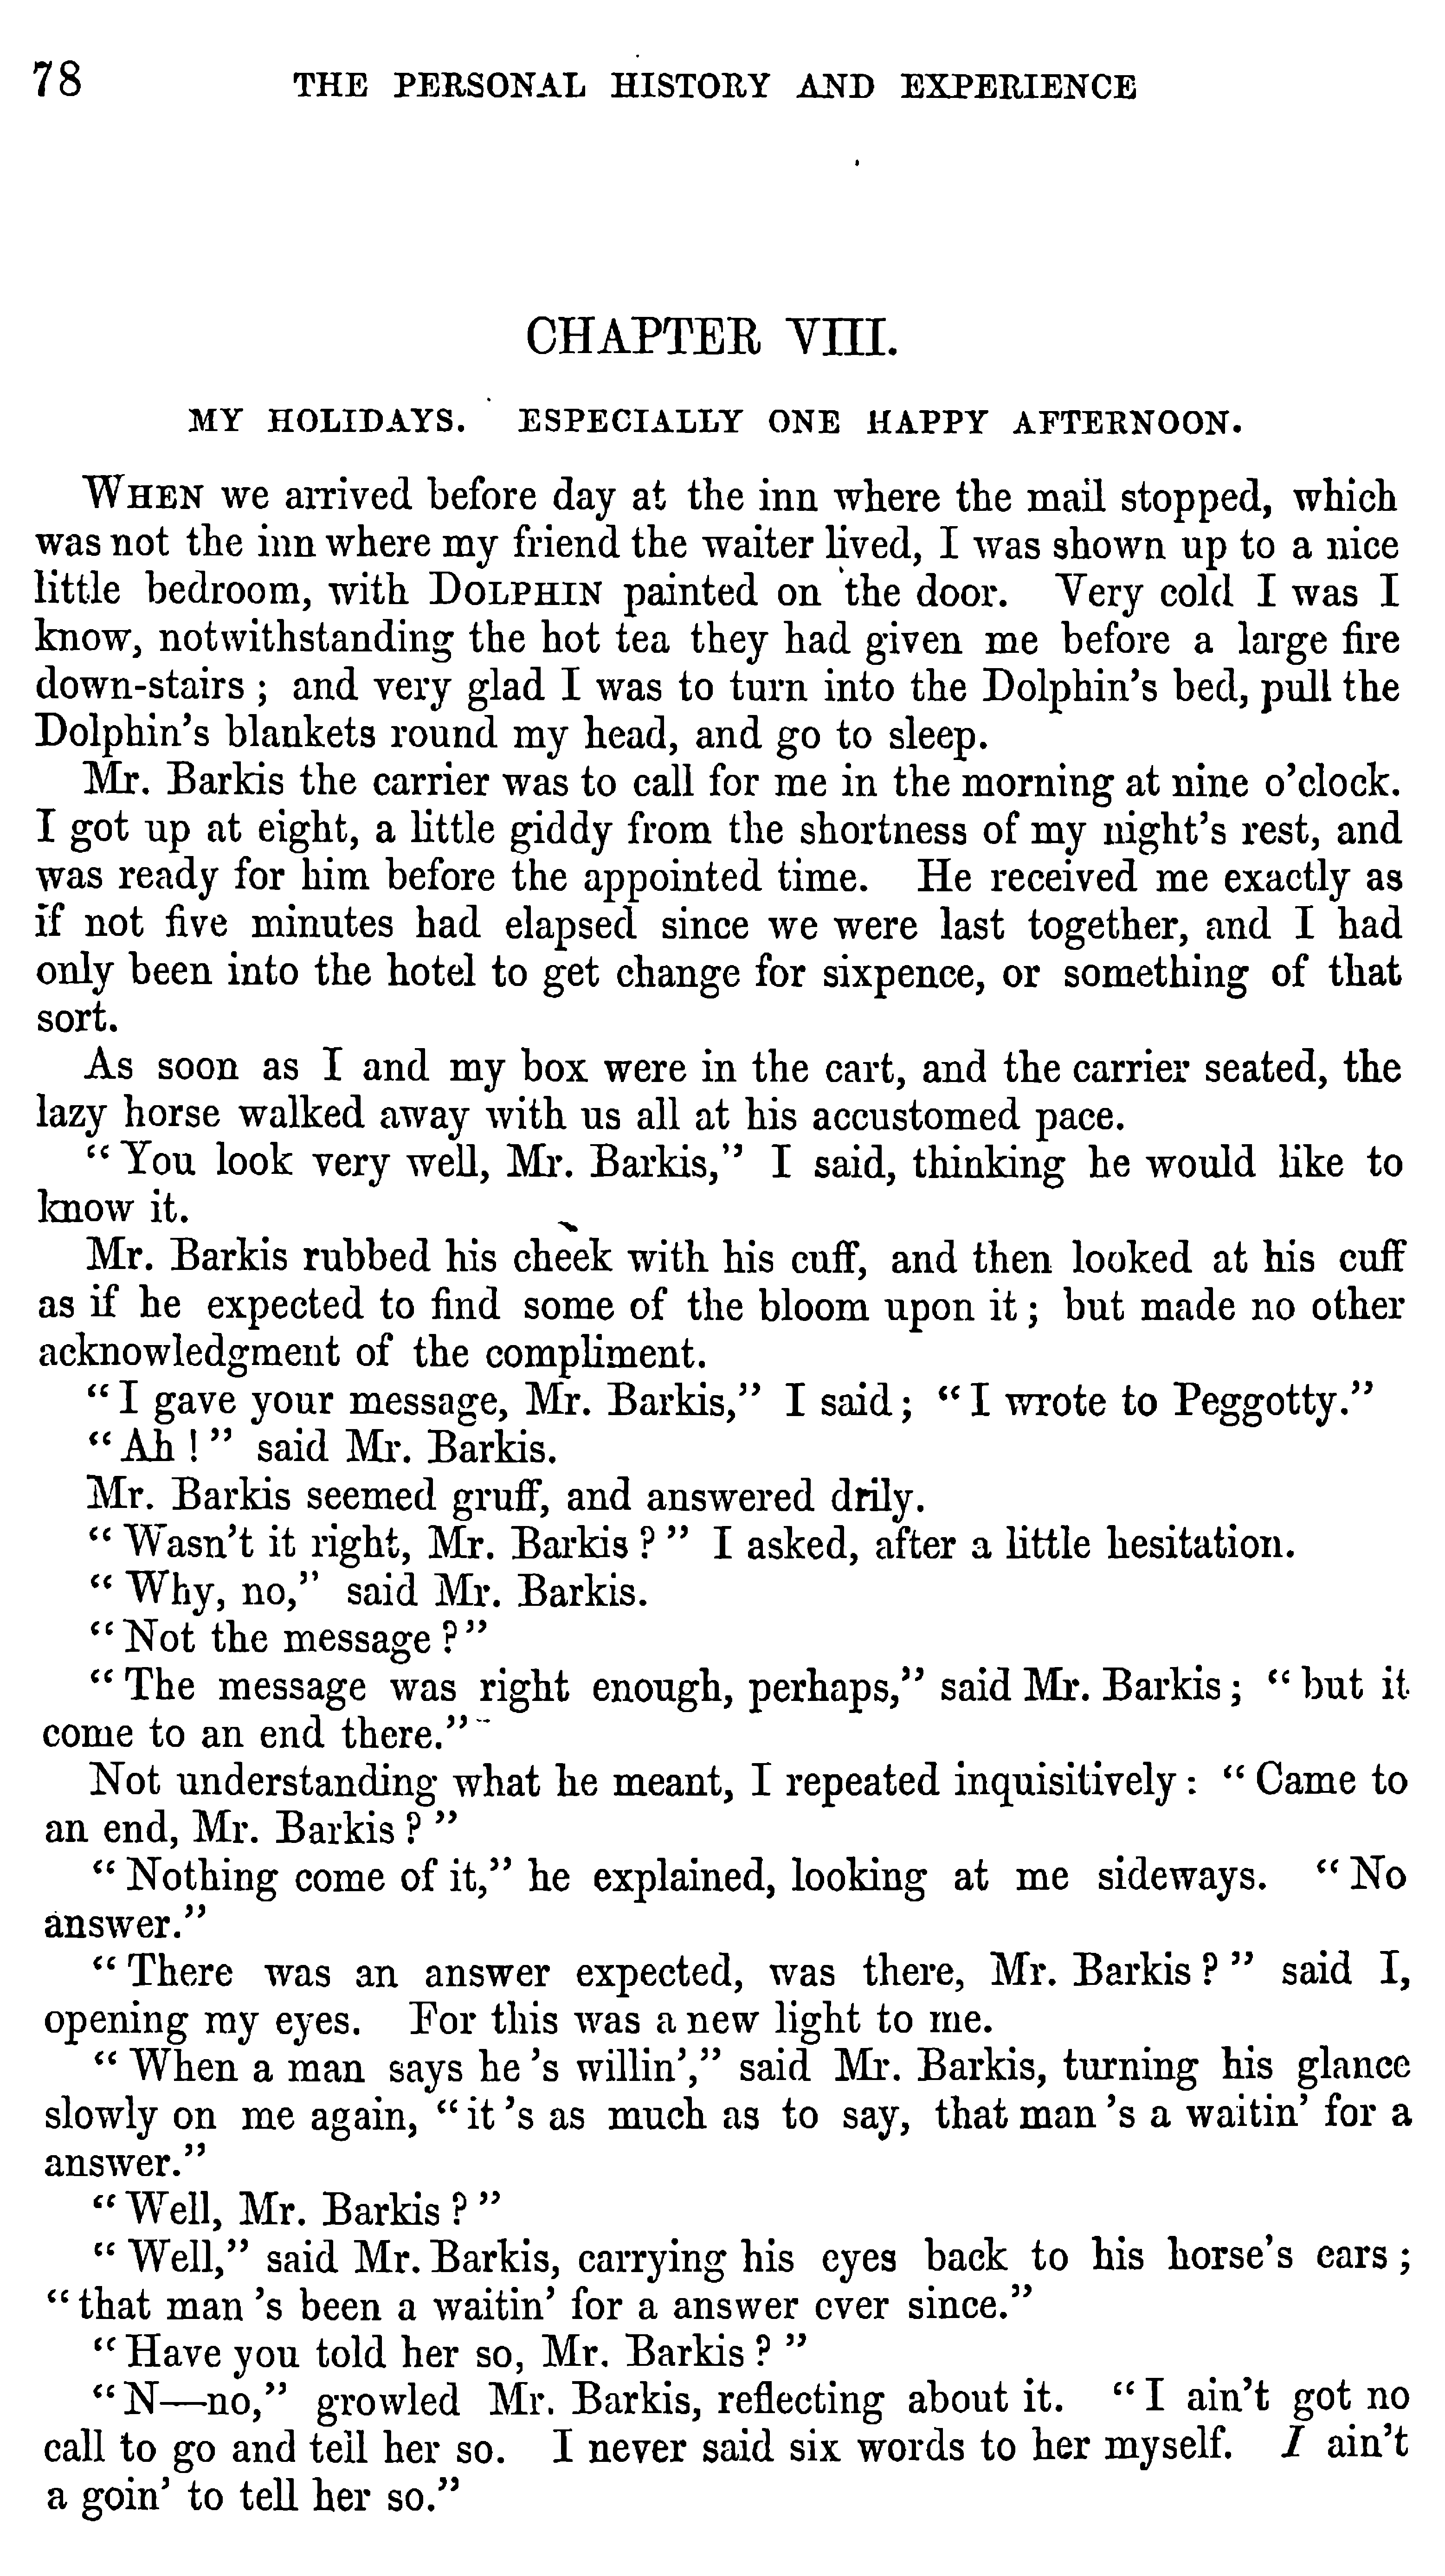 78 THE PERSONAL HISTORY AND EXPERIENCE
CHAPTER VIII.
MY HOLIDAYS. ESPECIALLY ONE HAPPY AFTERNOON.
WHEN we arrived before day at the inn where the mail stopped, which
was not the inn where my friend the waiter lived, I was shown up to a nice
little bedroom, with DOLPHIN painted on the door. Very cold I was I
know, notwithstanding the hot tea they had given me before a large fire
down-stairs ; and very glad I was to turn into the Dolphin's bed, pull the
Dolphin's blankets round my head, and go to sleep.
Mr. Barkis the carrier was to call for me in the morning at nine o'clock.
I got up at eight, a little giddy from the shortness of my night's rest, and
was ready for him before the appointed time. He received me exactly as
if not five minutes had elapsed since we were last together, and I had
only been into the hotel to get change for sixpence, or something of that
sort.
As soon as I and my box were in the cart, and the carrier seated, the
lazy horse walked away with us all at his accustomed pace.
“ You look very well, Mr. Barkis,” I said, thinking he would like to
know it.
Mr. Barkis rubbed his cheek with his cuff, and then looked at his cuff
as if he expected to find some of the bloom upon it ; but made no other
acknowledgment of the compliment.
“ I gave your message, Mr. Barkis,” I said ; “ I wrote to Peggotty.”
“ Ah ! ” said Mr. Barkis.
Mr. Barkis seemed gruff, and answered drily.
“ Wasn't it right, Mr. Barkis ? ” I asked, after a little hesitation.
“ Why, no,” said Mr. Barkis.
“ Not the message ? ”
“ The message was right enough, perhaps,” said Mr. Barkis ; “ but it
come to an end there.”
Not understanding what he meant, I repeated inquisitively : “ Came to
an end, Mr. Barkis ? ”
“ Nothing come of it,” he explained, looking at me sideways. “ No
answer.”
“ There was an answer expected, was there, Mr. Barkis ? ” said I,
opening my eyes. For this was a new light to me.
“ When a man says he 's willin',” said Mr. Barkis, turning his glance
slowly on me again, “ it 's as much as to say, that man 's a waitin' for a
answer.”
“ Well, Mr. Barkis ? ”
“ Well,” said Mr. Barkis, carrying his eyes back to his horse's ears ;
“ that man 's been a waitin' for a answer ever since.”
“ Have you told her so, Mr. Barkis ? ”
“ N—no,” growled Mr. Barkis, reflecting about it. “ I ain't got no
call to go and tell her so. I never said six words to her myself. I ain't
a goin' to tell her so.”